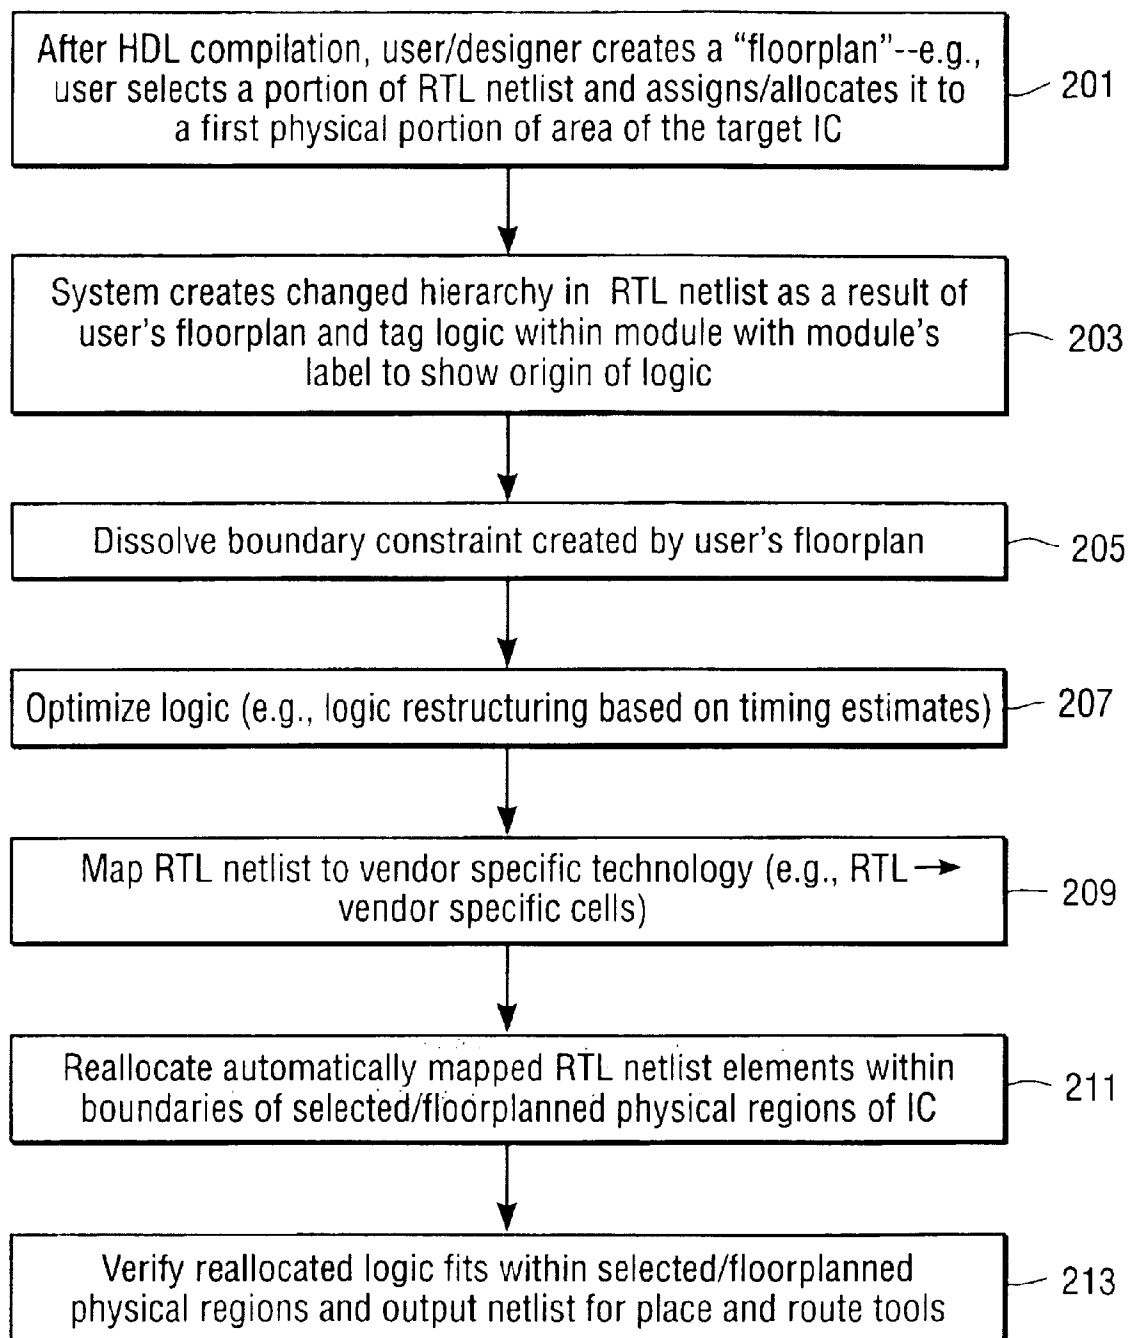 After HDL compilation, user/designer creates a "floorplan"--e.g.,
user selects a portion of RTL netlist and assigns/allocates it to
a first physical portion of area of the target IC
201
System creates changed hierarchy in RTL netlist as a result of
user's floorplan and tag logic within module with module's
label to show origin of logic
203
Dissolve boundary constraint created by user's floorplan
205
Optimize logic (e.g., logic restructuring based on timing estimates)
207
Map RTL netlist to vendor specific technology (e.g., RTL →
vendor specific cells)
209
Reallocate automatically mapped RTL netlist elements within
boundaries of selected/floorplanned physical regions of IC
211
Verify reallocated logic fits within selected/floorplanned
physical regions and output netlist for place and route tools
213